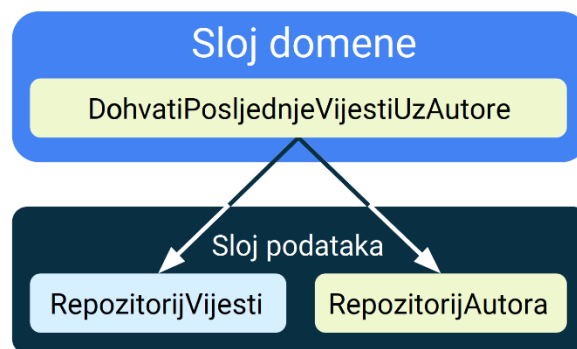 Sloj domene
DohvatiPosljednjeVijestiUzAutore
Sloj podataka
RepozitorijVijesti
RepozitorijAutora